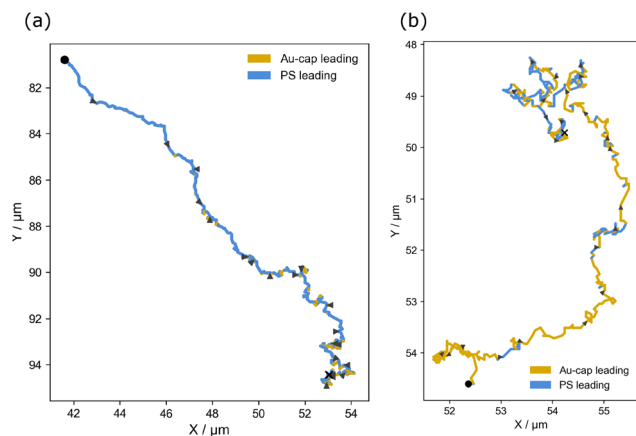 (a)
Au-cap leading
PS leading
82
84
86
88
90
92
94
Y / μm
42
44
46
48
50
52
54
X / μm
(b)
48
49
50
51
52
53
54
Y / μm
Au-cap leading
PS leading
52
53
54
55
X / μm